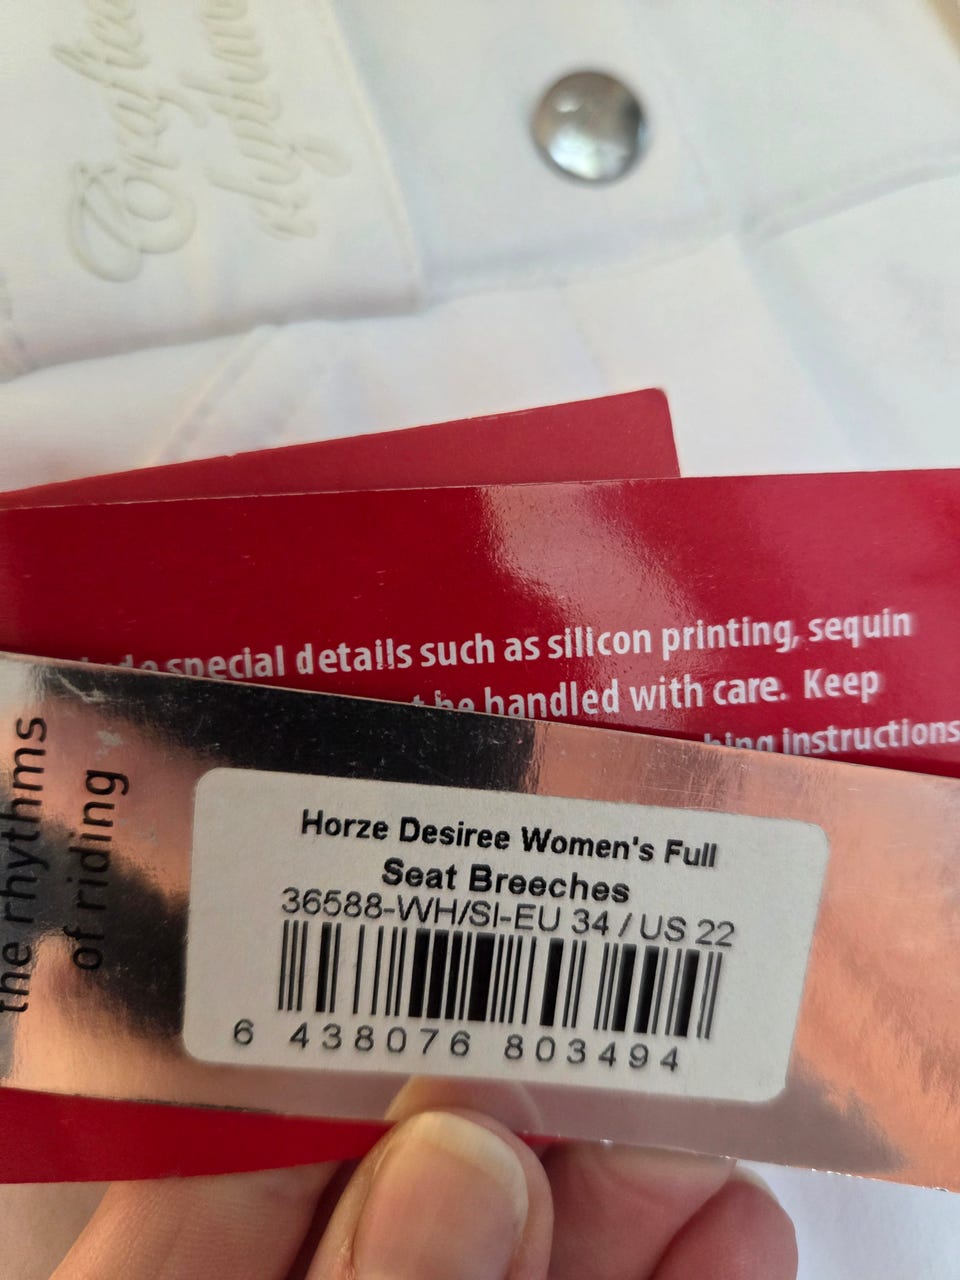 special details such as silicon printing, sequin
be handled with care. Keep
instructions
the rhythms
of riding
Horze Desiree Women's Full
Seat Breeches
36588-WH/SI-EU 34 / US 22
6 438076 803494